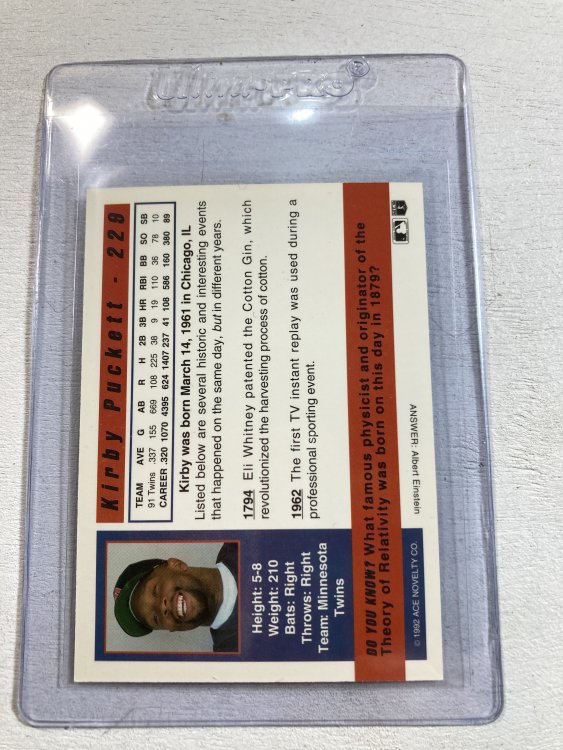 Kirby Puckett - 229
TEAM AVE G AB R H 2B 3B HR RBI BB SO SB
91 Twins .337 155 669 108 225 38 9 19 110 36 78 10
CAREER .320 1070 4395 624 1407 237 41 108 586 160 380 89
Kirby was born March 14, 1961 in Chicago, IL
Listed below are several historic and interesting events
that happened on the same day, but in different years.
1794 Eli Whitney patented the Cotton Gin, which
revolutionized the harvesting process of cotton.
1962 The first TV instant replay was used during a
professional sporting event.
Height: 5-8
Weight: 210
Bats: Right
Throws: Right
Team: Minnesota
Twins
DO YOU KNOW? What famous physicist and originator of the
Theory of Relativity was born on this day in 1879?
© 1992 ACE NOVELTY CO.
ANSWER: Albert Einstein